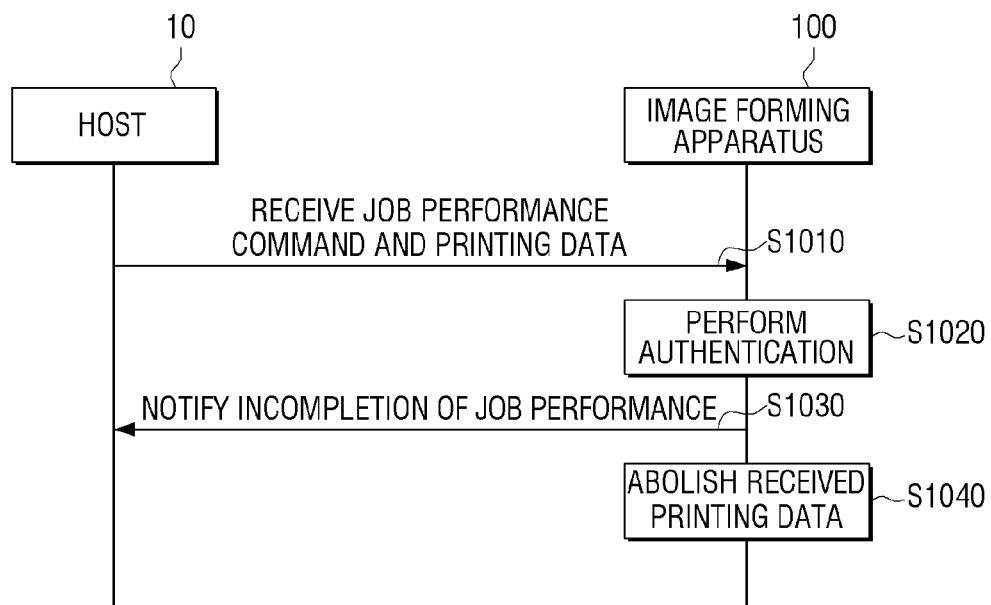 10
100
HOST
IMAGE FORMING
APPARATUS
RECEIVE JOB PERFORMANCE
COMMAND AND PRINTING DATA
S1010
PERFORM
AUTHENTICATION
S1020
NOTIFY INCOMPLETION OF JOB PERFORMANCE
S1030
ABOLISH RECEIVED
PRINTING DATA
S1040